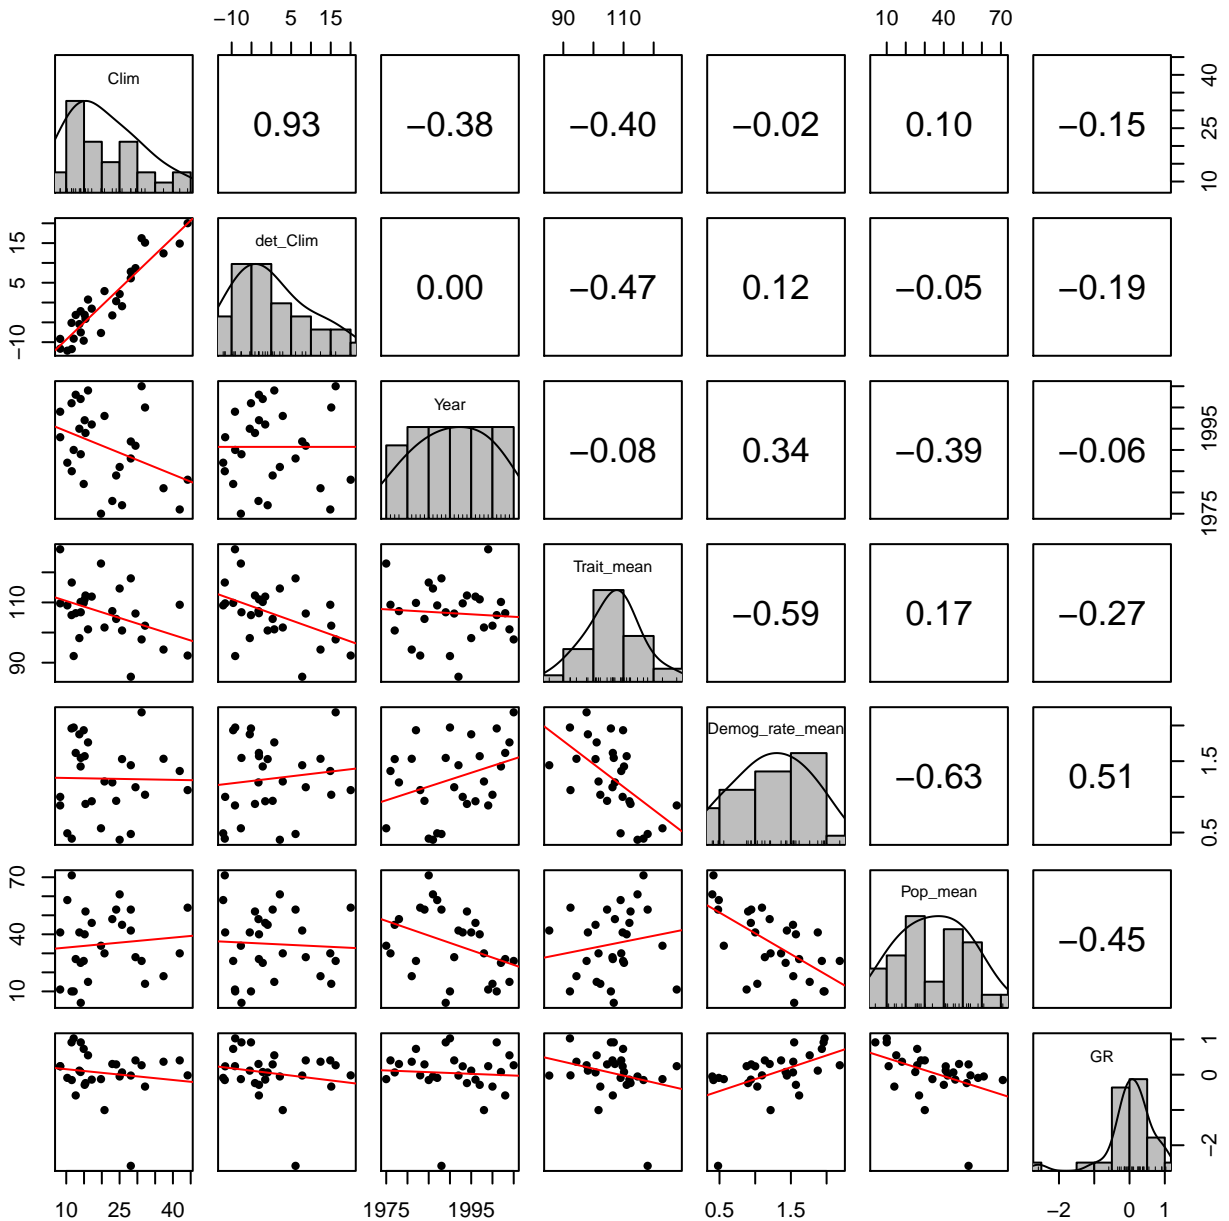 −10 5 15 90 110 10 40 70
Clim 0.93 −0.38 −0.40 −0.02 0.10 −0.15 10 25 40
−10 5 15 det_Clim 0.00 −0.47 0.12 −0.05 −0.19
Year −0.08 0.34 −0.39 −0.06 1975 1995
90 110 Trait_mean −0.59 0.17 −0.27
Demog_rate_mean −0.63 0.51 0.5 1.5
10 40 70 Pop_mean −0.45
GR −2 0 1
10 25 40 1975 1995 0.5 1.5 −2 0 1